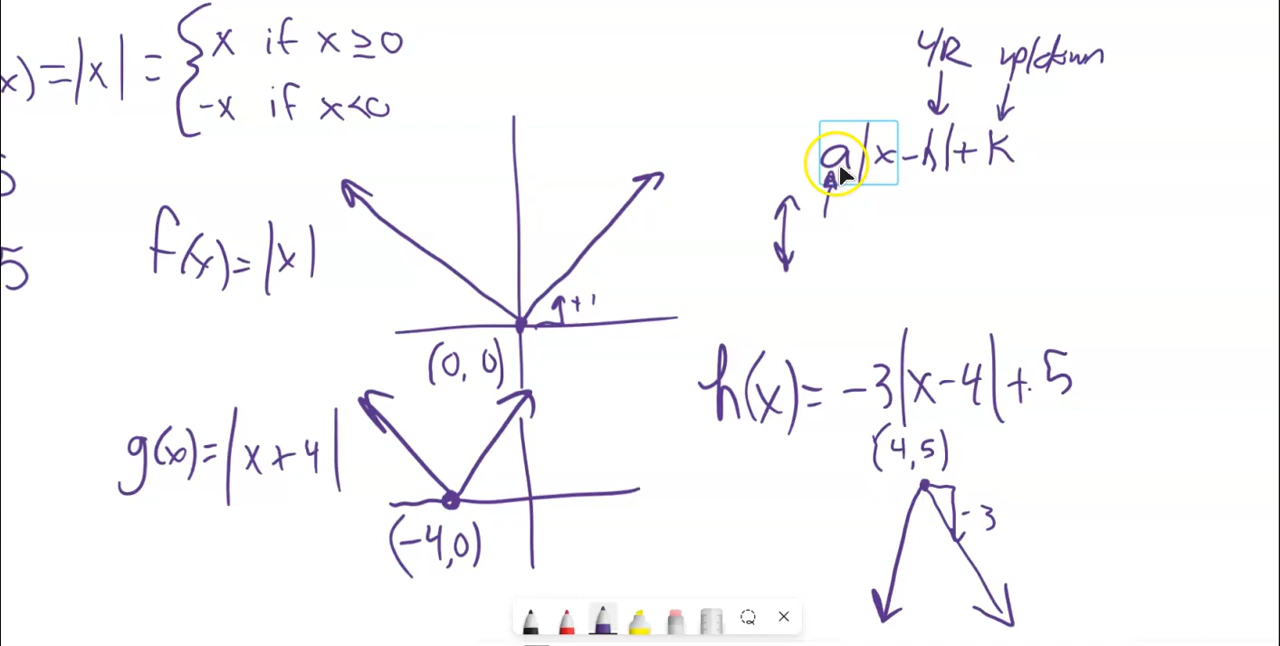 x) = |x| = { x if x ≥ 0
-x if x < 0
L/R up/down
a|x - h| + K
5
f(x) = |x|
5
+1
(0, 0)
h(x) = -3|x - 4| + 5
g(x) = |x + 4|
(4, 5)
-3
(-4, 0)